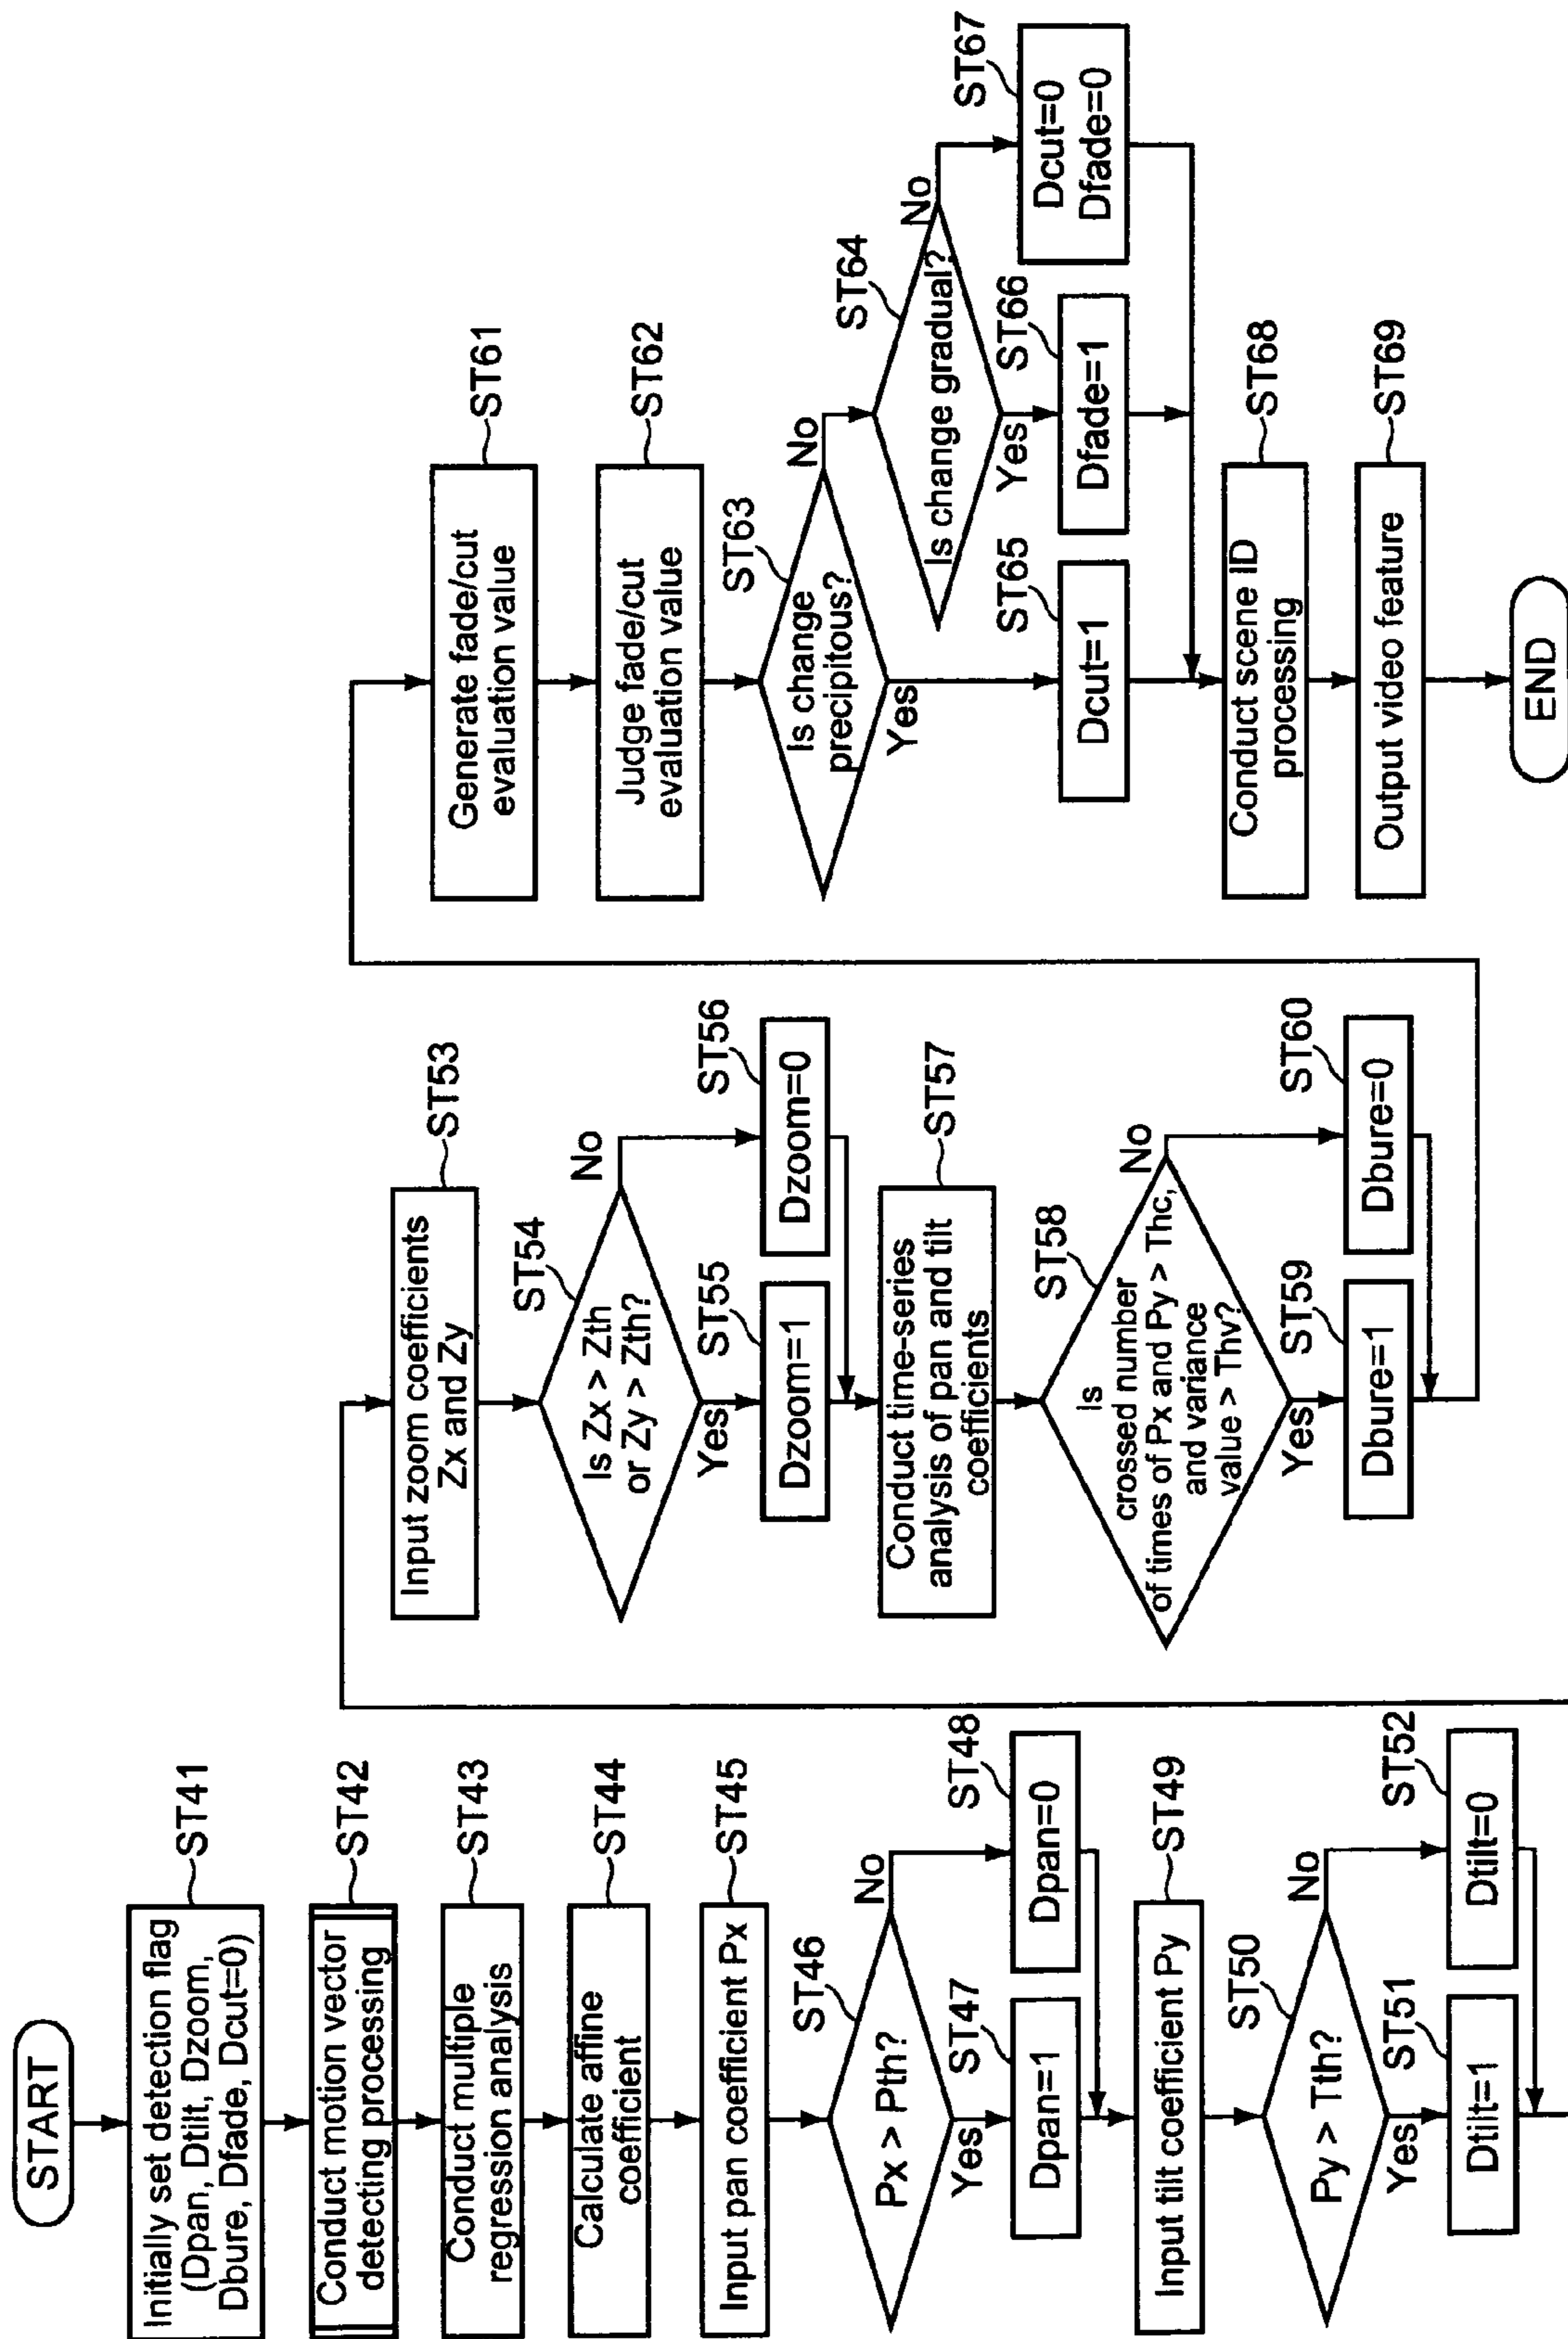 START
Initially set detection flag
(Dpan, Dtilt, Dzoom,
Dbure, Dfade, Dcut=0)
ST41
Conduct motion vector
detecting processing
ST42
Conduct multiple
regression analysis
ST43
Calculate affine
coefficient
ST44
Input pan coefficient Px
ST45
Px > Pth?
ST46
Yes
No
Dpan=1
ST47
Dpan=0
ST48
Input tilt coefficient Py
ST49
Py > Tth?
ST50
Yes
No
Dtilt=1
ST51
Dtilt=0
ST52
Input zoom coefficients
Zx and Zy
ST53
Is Zx > Zth
or Zy > Zth?
ST54
Yes
No
Dzoom=1
ST55
Dzoom=0
ST56
Conduct time-series
analysis of pan and tilt
coefficients
ST57
Is
crossed number
of times of Px and Py > Thc,
and variance
value > Thv?
ST58
Yes
No
Dbure=1
ST59
Dbure=0
ST60
Generate fade/cut
evaluation value
ST61
Judge fade/cut
evaluation value
ST62
Is change
precipitous?
ST63
Yes
No
Is change gradual?
ST64
Yes
No
Dcut=1
ST65
Dfade=1
ST66
Dcut=0
Dfade=0
ST67
Conduct scene ID
processing
ST68
Output video feature
ST69
END